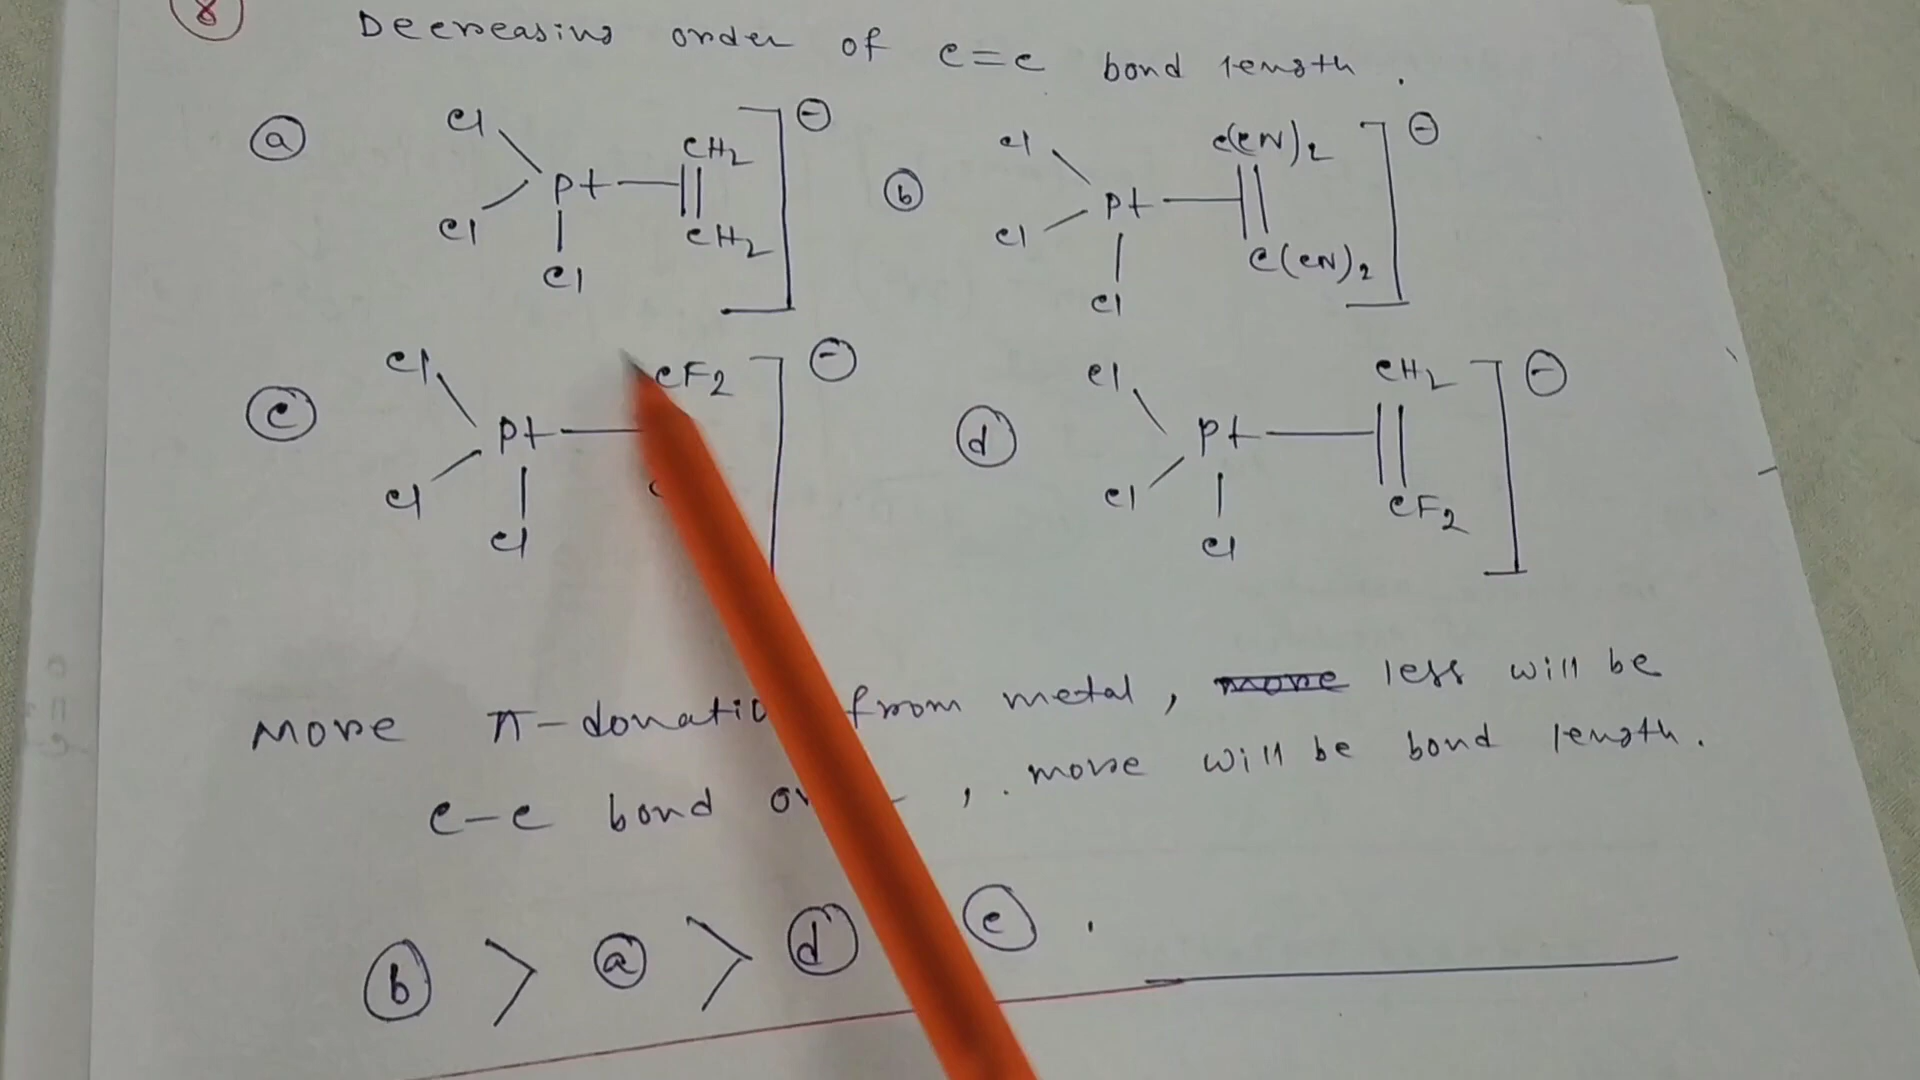 8 Decreasing order of c=c bond length.
a Cl Cl Pt Cl CH2 CH2 ⊖
b Cl Cl Pt Cl C(CN)2 C(CN)2 ⊖
c Cl Cl Pt Cl CF2 ⊖
d Cl Cl Pt Cl CH2 CF2 ⊖
More π-donation from metal, less will be
c-c bond , . more will be bond length.
b > a > d c .